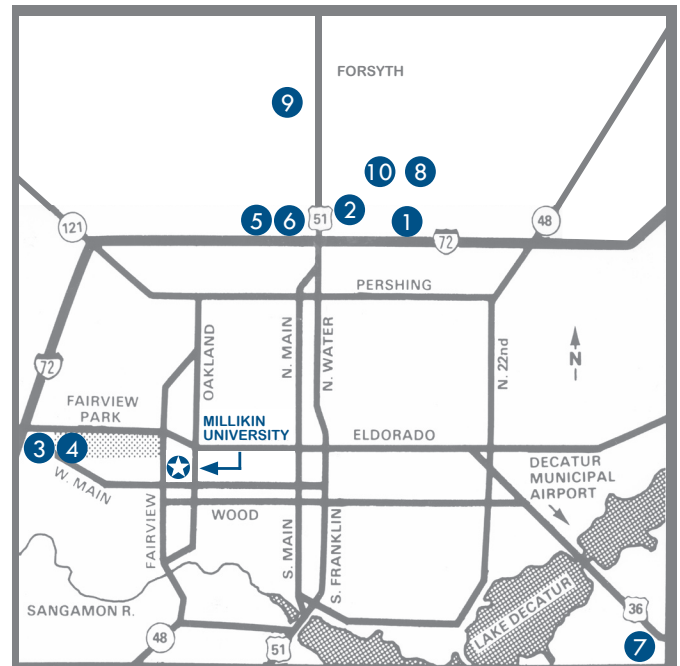 FORSYTH
9
10
8
2
51
5
6
1
48
121
72
PERSHING
OAKLAND
N. MAIN
N. WATER
N. 22nd
N
72
FAIRVIEW
PARK
MILLIKIN
UNIVERSITY
ELDORADO
3
4
W. MAIN
DECATUR
MUNICIPAL
AIRPORT
FAIRVIEW
WOOD
S. MAIN
S. FRANKLIN
LAKE DECATUR
SANGAMON R.
36
48
51
7